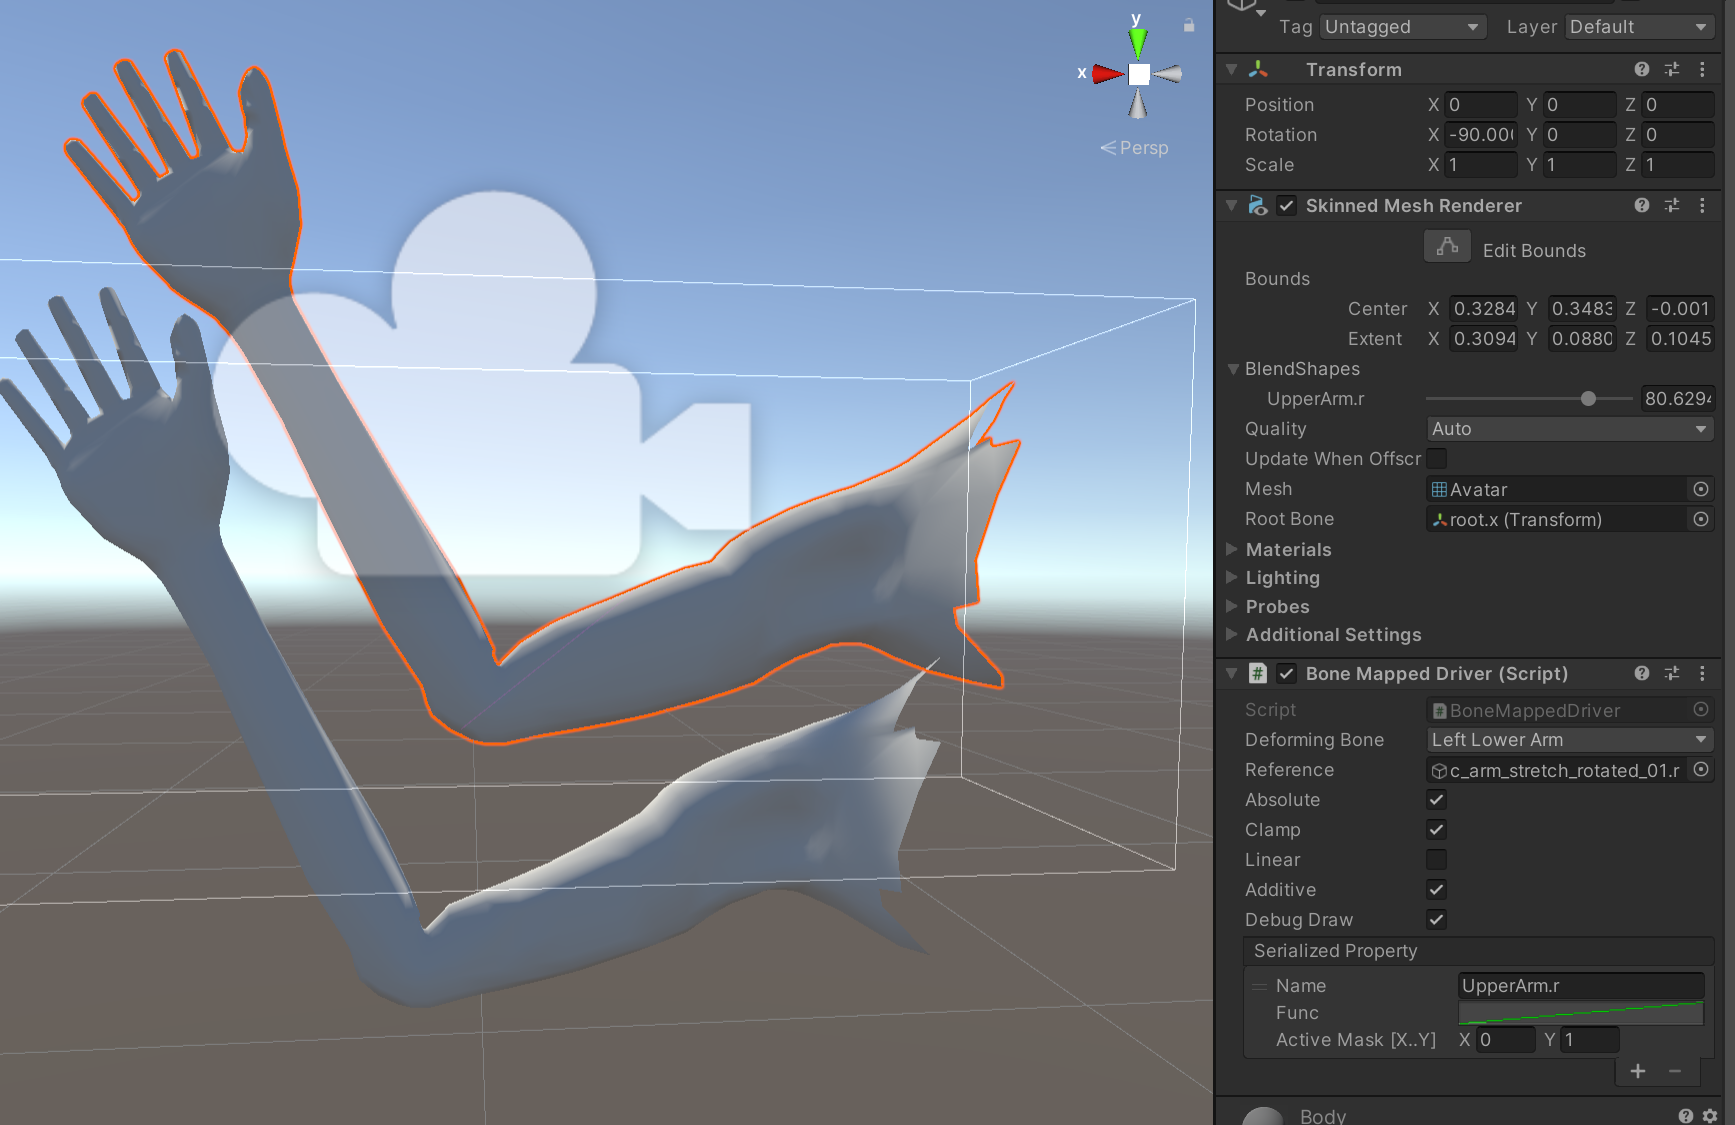 y
x
Persp
Tag Untagged Layer Default
Transform
Position X 0 Y 0 Z 0
Rotation X -90.00 Y 0 Z 0
Scale X 1 Y 1 Z 1
Skinned Mesh Renderer
Edit Bounds
Bounds
Center X 0.3284 Y 0.3483 Z -0.001
Extent X 0.3094 Y 0.0880 Z 0.1045
BlendShapes
UpperArm.r 80.629
Quality Auto
Update When Offscr
Mesh Avatar
Root Bone root.x (Transform)
Materials
Lighting
Probes
Additional Settings
# Bone Mapped Driver (Script)
Script # BoneMappedDriver
Deforming Bone Left Lower Arm
Reference c_arm_stretch_rotated_01.r
Absolute
Clamp
Linear
Additive
Debug Draw
Serialized Property
Name UpperArm.r
Func
Active Mask [X..Y] X 0 Y 1
+ −
Body